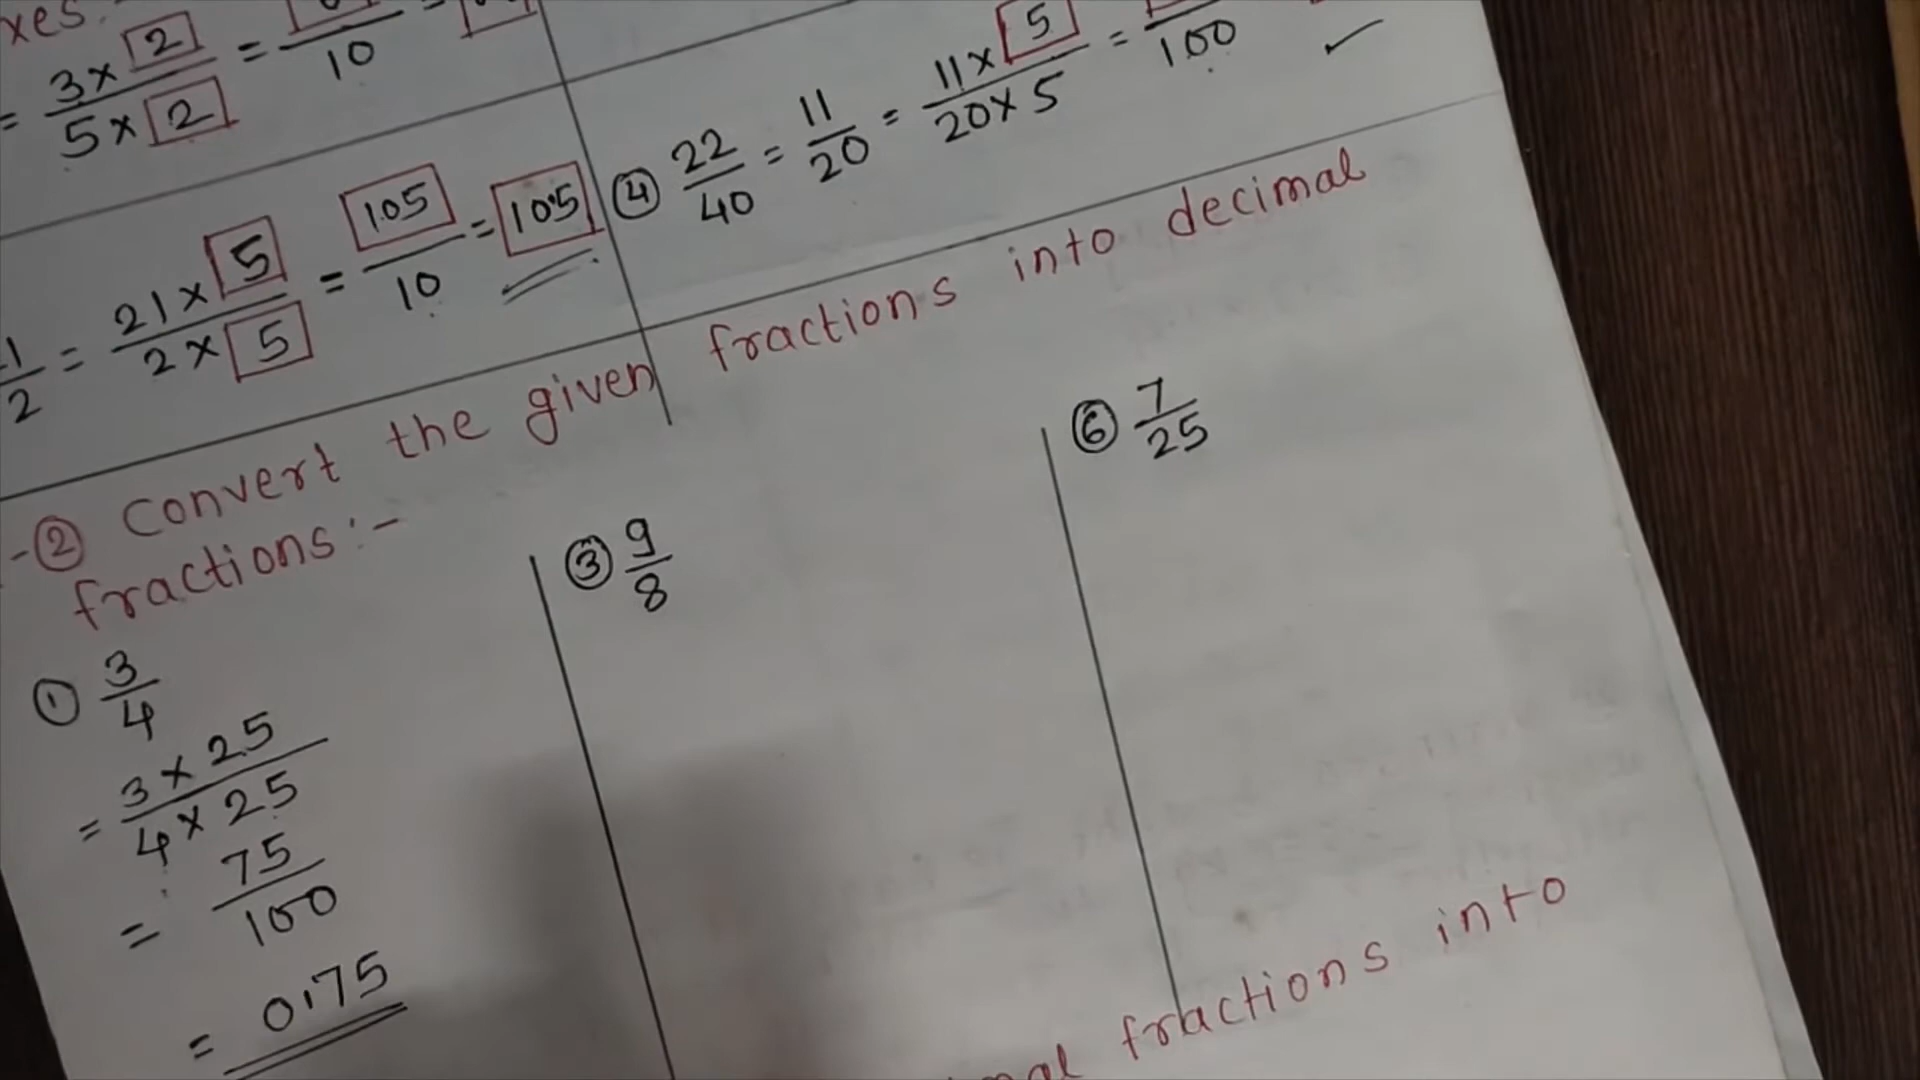 xes.
= 3 × 2 / 5 × 2 = / 10 =
1/2 = 21 × 5 / 2 × 5 = 105 / 10 = 10.5
④ 22/40 = 11/20 = 11 × 5 / 20 × 5 = / 100
② Convert the given fractions into decimal
fractions :-
① 3/4
= 3 × 25 / 4 × 25
= 75/100
= 0.75
③ 9/8
⑥ 7/25
mal fractions into